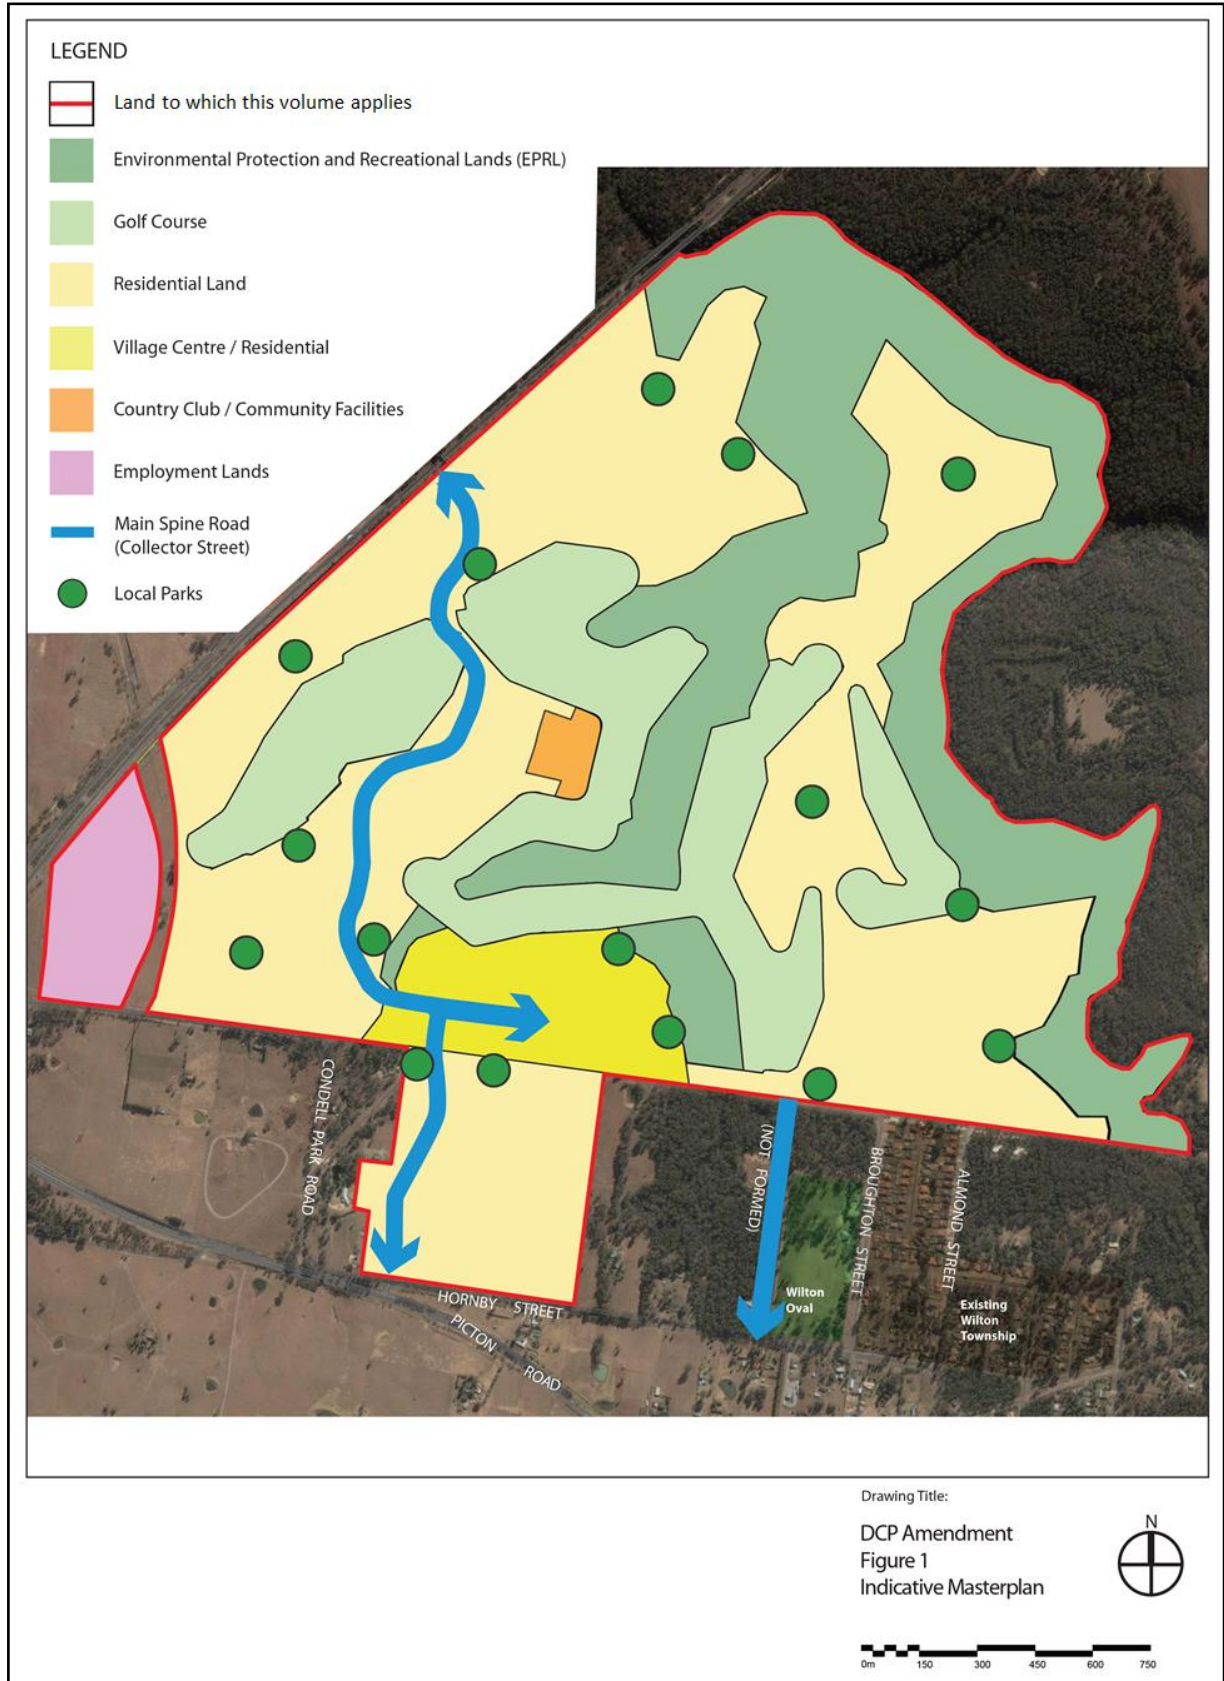 LEGEND
Land to which this volume applies
Environmental Protection and Recreational Lands (EPRL)
Golf Course
Residential Land
Village Centre / Residential
Country Club / Community Facilities
Employment Lands
Main Spine Road
(Collector Street)
Local Parks
CONDELL PARK ROAD
(NOT FORMED)
BROUGHTON STREET
ALMOND STREET
HORNBY STREET
PICTON ROAD
Wilton
Oval
Existing
Wilton
Township
Drawing Title:
DCP Amendment
Figure 1
Indicative Masterplan
N
0m 150 300 450 600 750